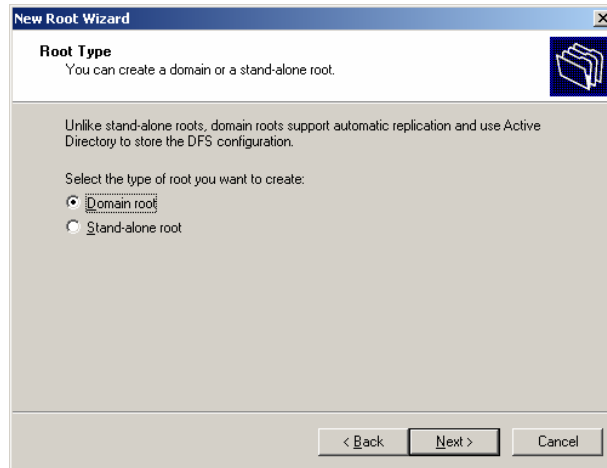 New Root Wizard
Root Type
You can create a domain or a stand-alone root.
Unlike stand-alone roots, domain roots support automatic replication and use Active
Directory to store the DFS configuration.
Select the type of root you want to create:
Domain root
Stand-alone root
< Back
Next >
Cancel